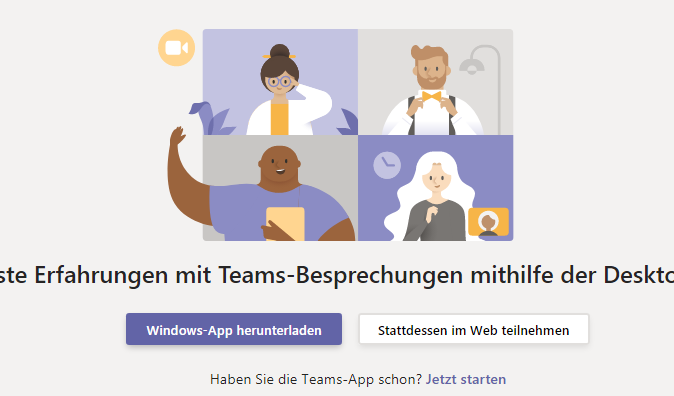 ste Erfahrungen mit Teams-Besprechungen mithilfe der Deskto
Windows-App herunterladen
Stattdessen im Web teilnehmen
Haben Sie die Teams-App schon? Jetzt starten